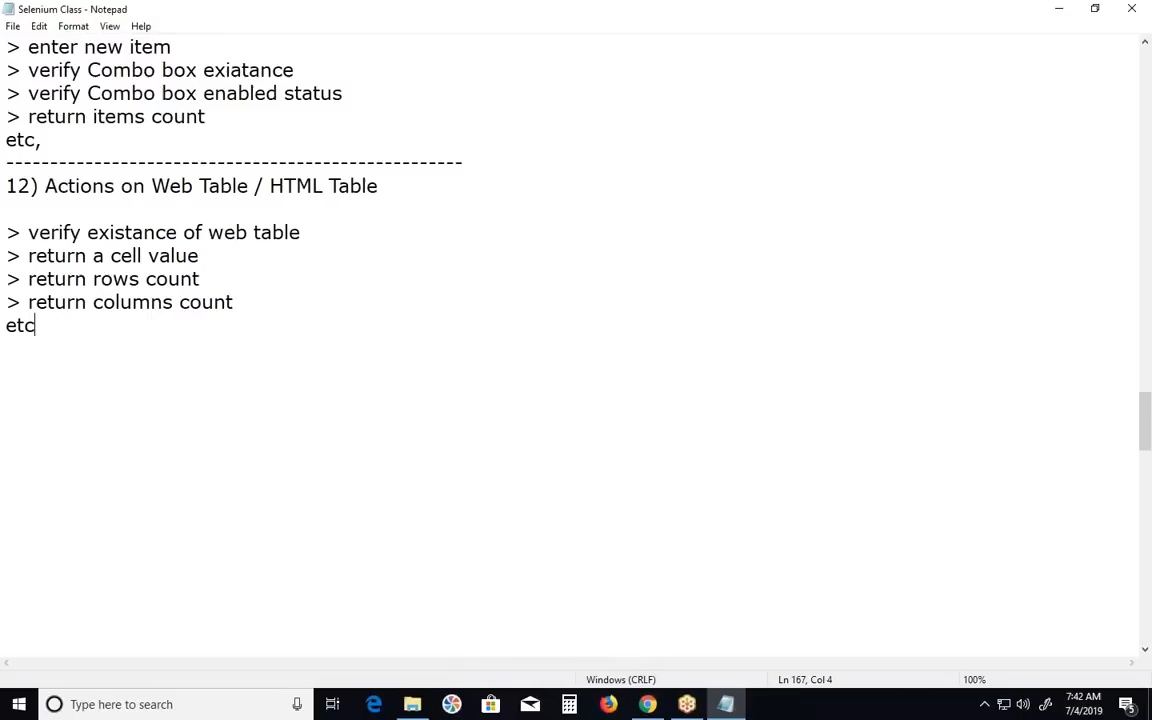 Selenium Class - Notepad
File Edit Format View Help
> enter new item
> verify Combo box exiatance
> verify Combo box enabled status
> return items count
etc,
----------------------------------------------------
12) Actions on Web Table / HTML Table
> verify existance of web table
> return a cell value
> return rows count
> return columns count
etc
Windows (CRLF) Ln 167, Col 4 100%
Type here to search
7:42 AM
7/4/2019
5